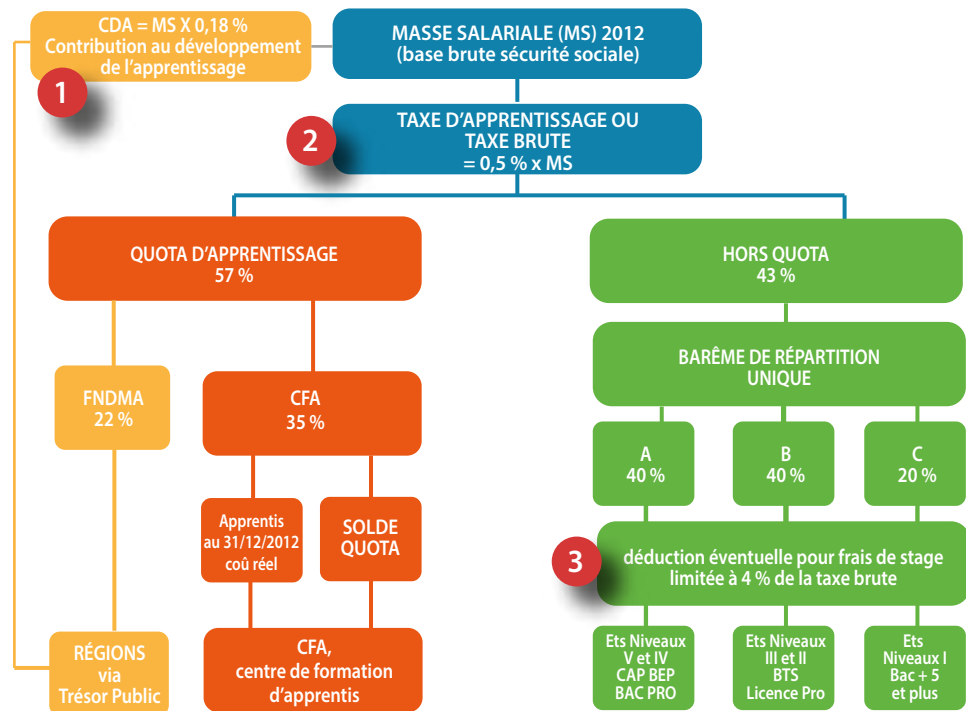 CDA = MS X 0,18 %
Contribution au développement
de l'apprentissage
1
MASSE SALARIALE (MS) 2012
(base brute sécurité sociale)
2
TAXE D'APPRENTISSAGE OU
TAXE BRUTE
= 0,5 % x MS
QUOTA D'APPRENTISSAGE
57 %
HORS QUOTA
43 %
BARÊME DE RÉPARTITION
UNIQUE
FNDMA
22 %
CFA
35 %
A
40 %
B
40 %
C
20 %
Apprentis
au 31/12/2012
coû réel
SOLDE
QUOTA
3
déduction éventuelle pour frais de stage
limitée à 4 % de la taxe brute
RÉGIONS
via
Trésor Public
CFA,
centre de formation
d'apprentis
Ets Niveaux
V et IV
CAP BEP
BAC PRO
Ets Niveaux
III et II
BTS
Licence Pro
Ets
Niveaux I
Bac + 5
et plus